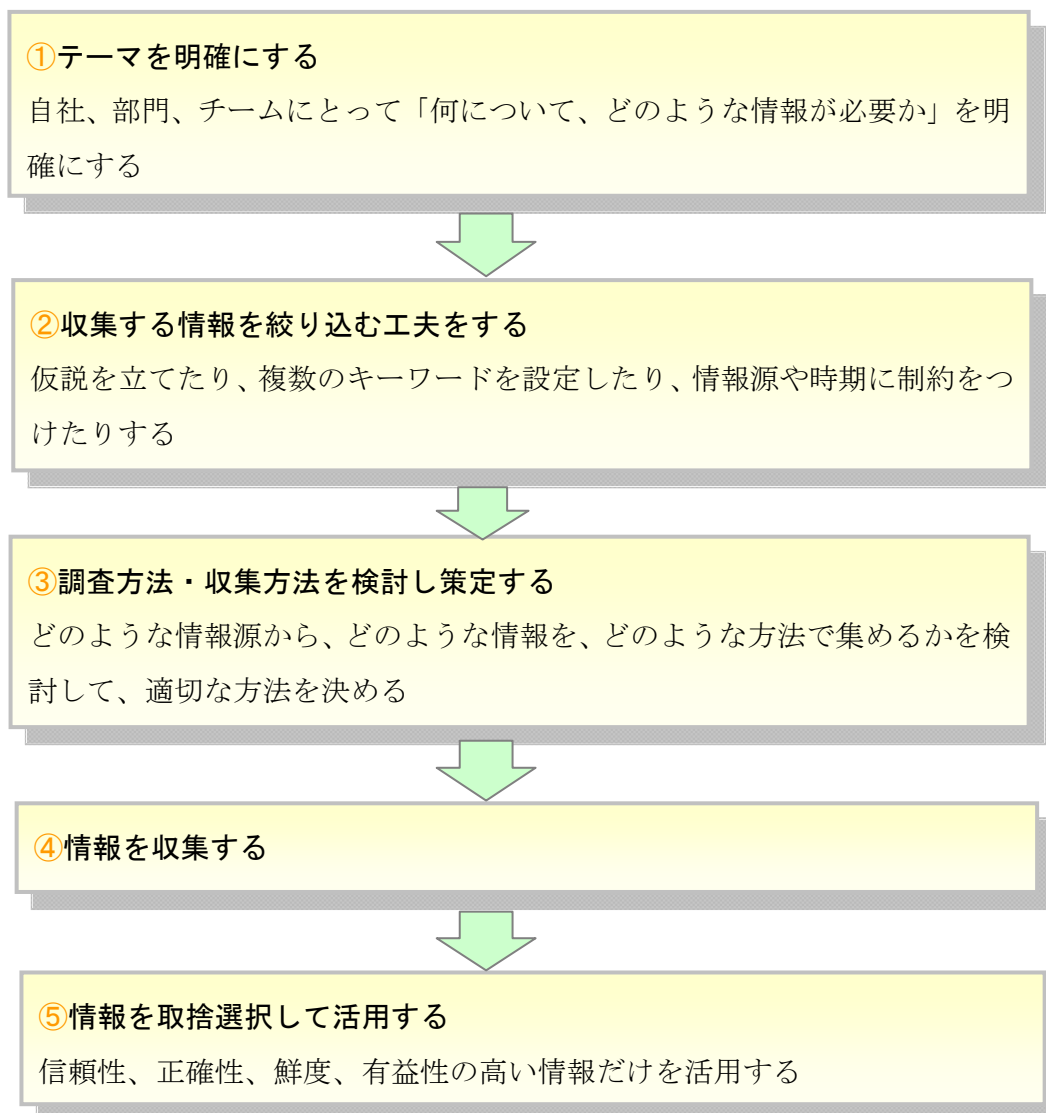 ①テーマを明確にする
自社、部門、チームにとって「何について、どのような情報が必要か」を明
確にする
②収集する情報を絞り込む工夫をする
仮説を立てたり、複数のキーワードを設定したり、情報源や時期に制約をつ
けたりする
③調査方法・収集方法を検討し策定する
どのような情報源から、どのような情報を、どのような方法で集めるかを検
討して、適切な方法を決める
④情報を収集する
⑤情報を取捨選択して活用する
信頼性、正確性、鮮度、有益性の高い情報だけを活用する